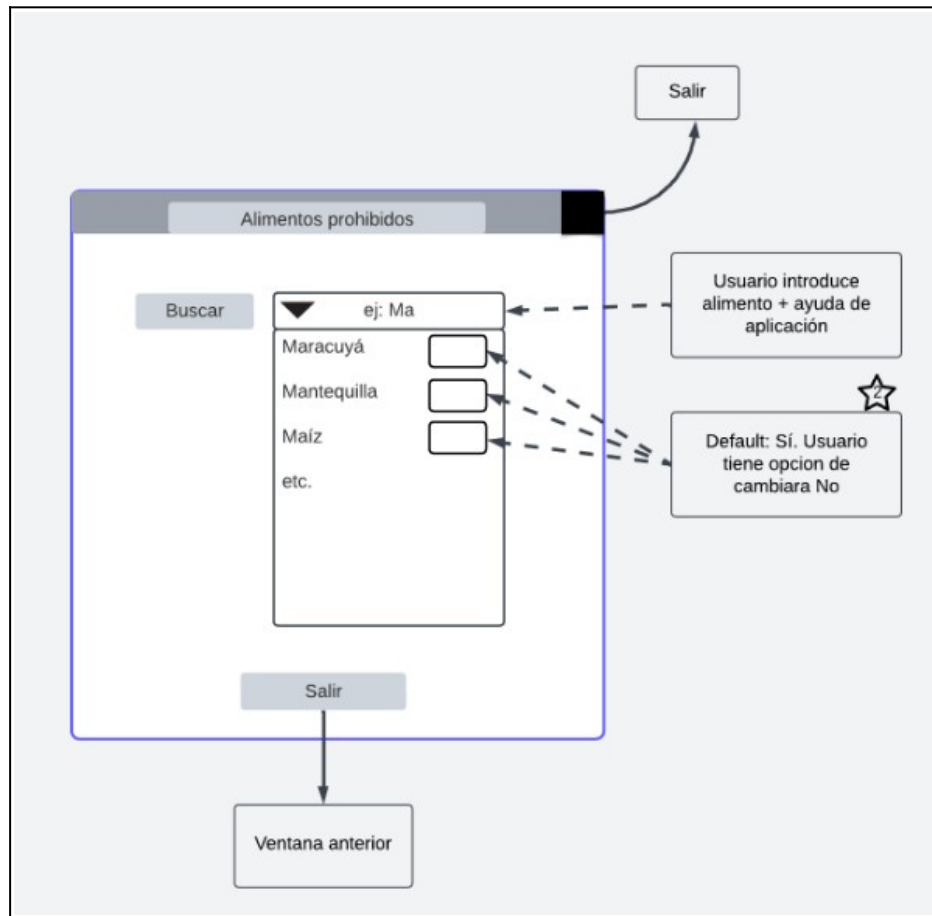 Salir
Alimentos prohibidos
Buscar
ej: Ma
Usuario introduce
alimento + ayuda de
aplicación
Maracuyá
Mantequilla
Maíz
etc.
2
Default: Sí. Usuario
tiene opcion de
cambiara No
Salir
Ventana anterior